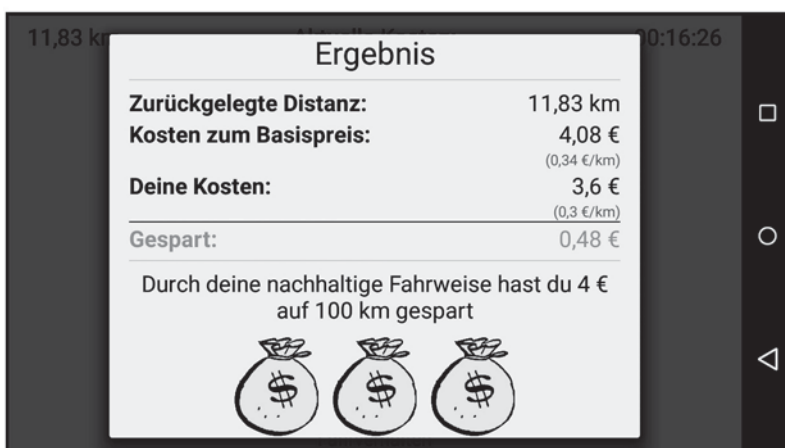 11,83 km
00:16:26
Ergebnis
Zurückgelegte Distanz: 11,83 km
Kosten zum Basispreis: 4,08 €
(0,34 €/km)
Deine Kosten: 3,6 €
(0,3 €/km)
Gespart: 0,48 €
Durch deine nachhaltige Fahrweise hast du 4 €
auf 100 km gespart
$ $ $